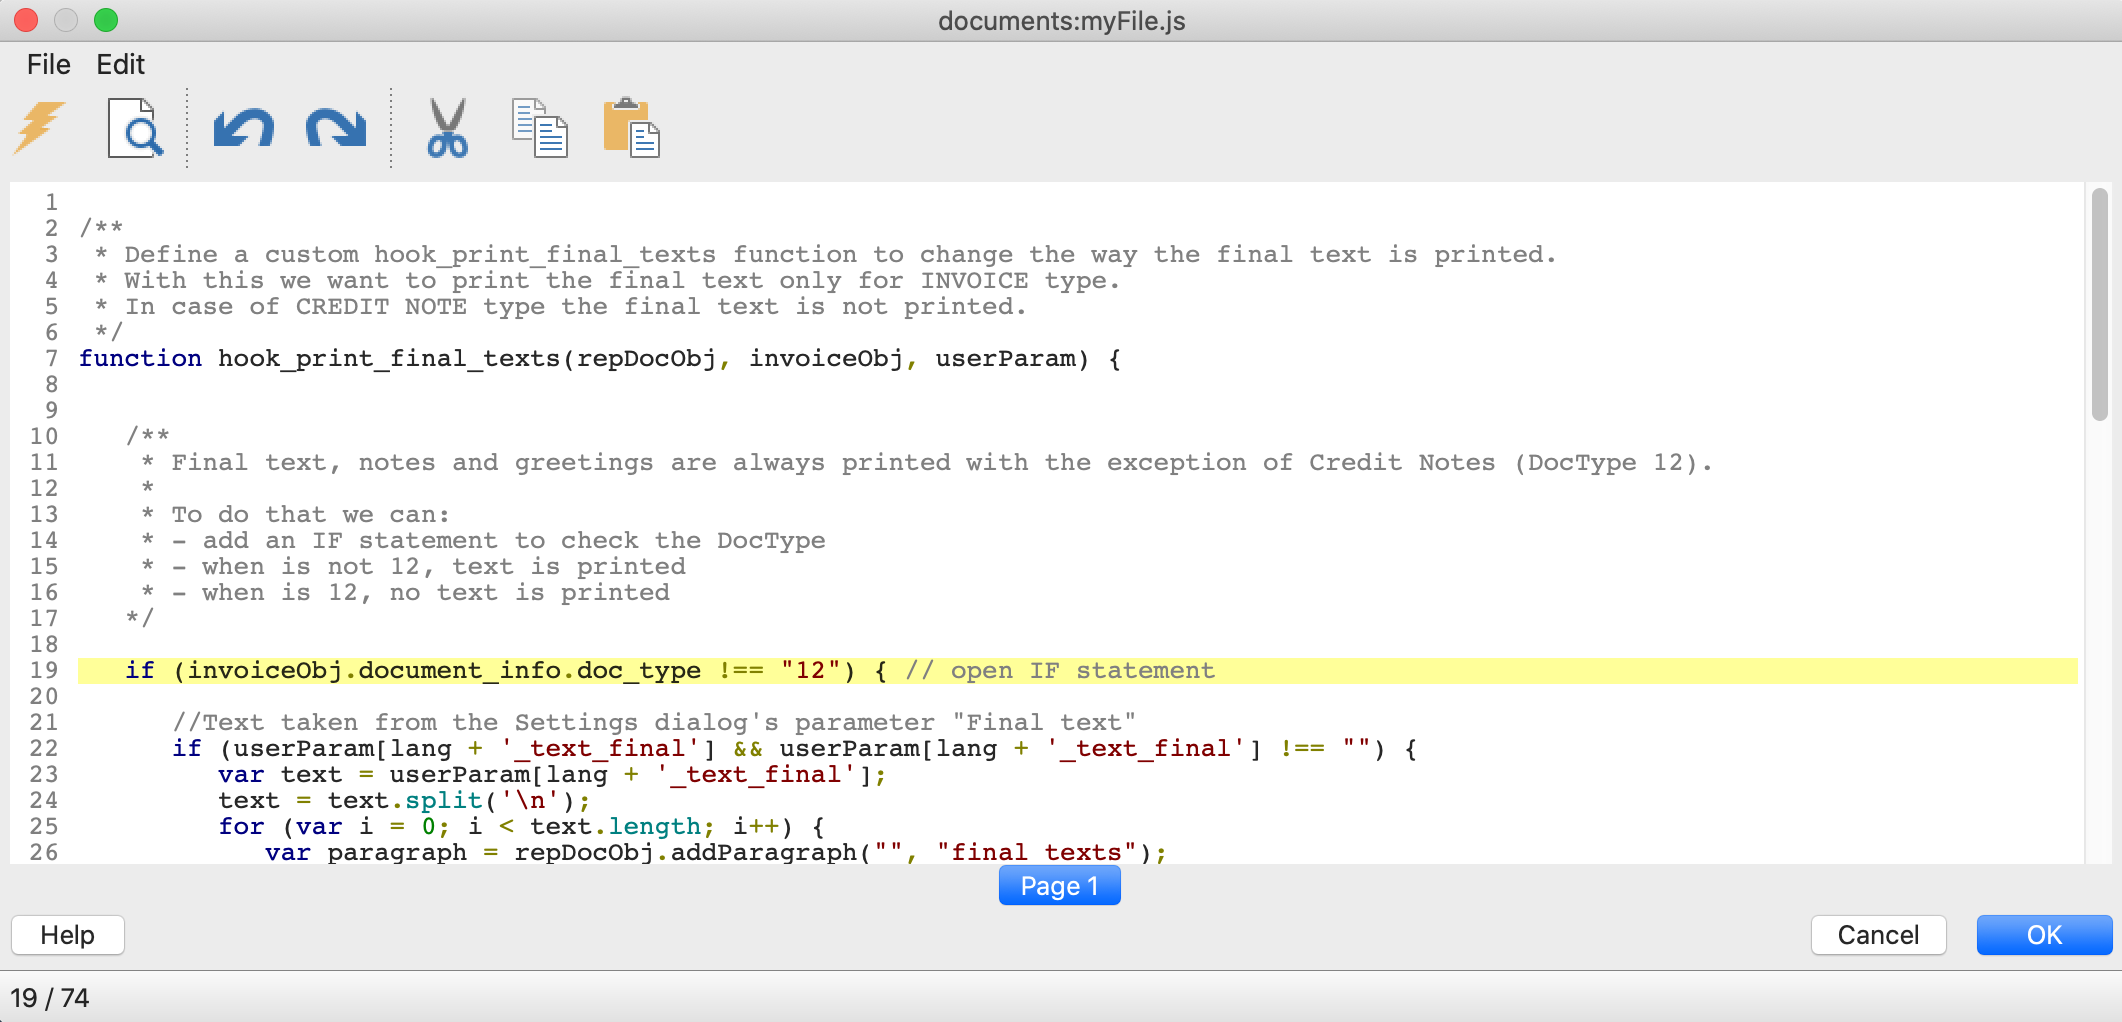 documents:myFile.js
File Edit
1
2 /**
3  * Define a custom hook_print_final_texts function to change the way the final text is printed.
4  * With this we want to print the final text only for INVOICE type.
5  * In case of CREDIT NOTE type the final text is not printed.
6  */
7 function hook_print_final_texts(repDocObj, invoiceObj, userParam) {
8
9
10    /**
11     * Final text, notes and greetings are always printed with the exception of Credit Notes (DocType 12).
12     *
13     * To do that we can:
14     * - add an IF statement to check the DocType
15     * - when is not 12, text is printed
16     * - when is 12, no text is printed
17    */
18
19    if (invoiceObj.document_info.doc_type !== "12") { // open IF statement
20
21       //Text taken from the Settings dialog's parameter "Final text"
22       if (userParam[lang + '_text_final'] && userParam[lang + '_text_final'] !== "") {
23          var text = userParam[lang + '_text_final'];
24          text = text.split('\n');
25          for (var i = 0; i < text.length; i++) {
26             var paragraph = repDocObj.addParagraph("", "final_texts");
Page 1
Help Cancel OK
19 / 74